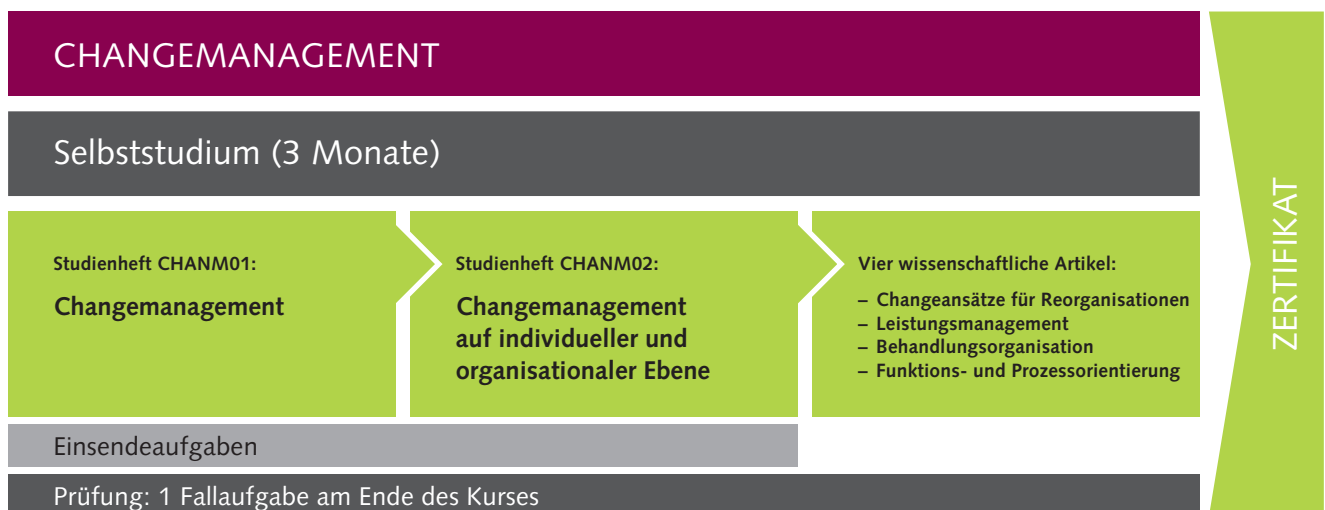 CHANGEMANAGEMENT
Selbststudium (3 Monate)
Studienheft CHANM01:
Changemanagement
Studienheft CHANM02:
Changemanagement
auf individueller und
organisationaler Ebene
Vier wissenschaftliche Artikel:
– Changeansätze für Reorganisationen
– Leistungsmanagement
– Behandlungsorganisation
– Funktions- und Prozessorientierung
Einsendeaufgaben
Prüfung: 1 Fallaufgabe am Ende des Kurses
ZERTIFIKAT